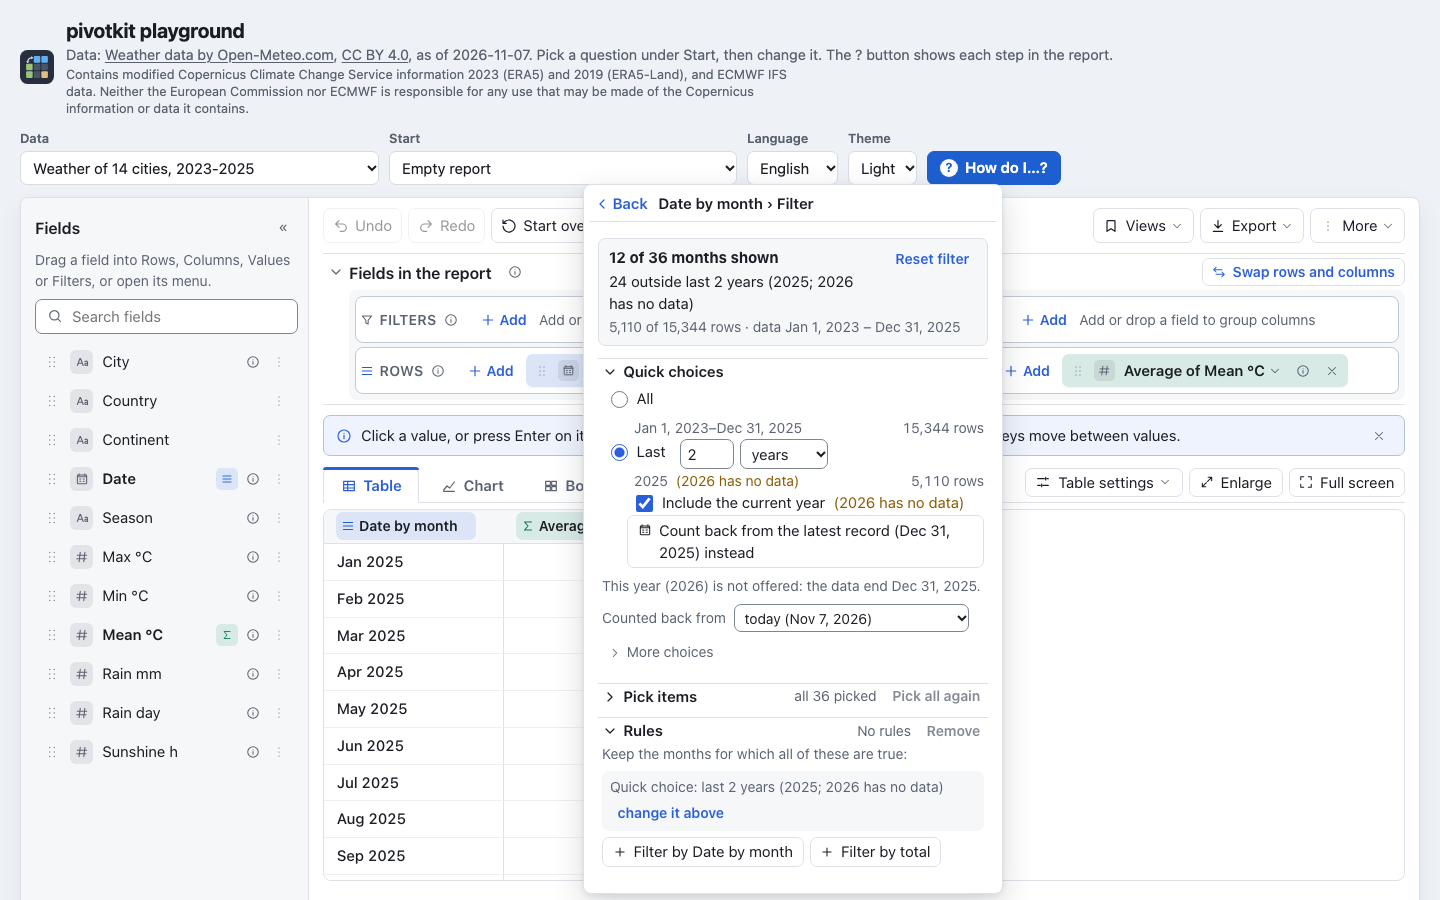 pivotkit playground
Data: Weather data by Open-Meteo.com, CC BY 4.0, as of 2026-11-07. Pick a question under Start, then change it. The ? button shows each step in the report.
Contains modified Copernicus Climate Change Service information 2023 (ERA5) and 2019 (ERA5-Land), and ECMWF IFS
data. Neither the European Commission nor ECMWF is responsible for any use that may be made of the Copernicus
information or data it contains.
Data
Start
Language
Theme
Weather of 14 cities, 2023-2025
Empty report
English
Light
? How do I...?
Fields
«
Drag a field into Rows, Columns, Values
or Filters, or open its menu.
Search fields
Aa City
Aa Country
Aa Continent
Date
Aa Season
# Max °C
# Min °C
# Mean °C Σ
# Rain mm
# Rain day
# Sunshine h
Undo
Redo
Start ove
Views
Export
More
Fields in the report
Swap rows and columns
FILTERS
+ Add
Add or
+ Add
Add or drop a field to group columns
ROWS
+ Add
+ Add
# Average of Mean °C
Click a value, or press Enter on it
eys move between values.
Table
Chart
Bo
Table settings
Enlarge
Full screen
Date by month
Σ Averag
Jan 2025
Feb 2025
Mar 2025
Apr 2025
May 2025
Jun 2025
Jul 2025
Aug 2025
Sep 2025
Back
Date by month › Filter
12 of 36 months shown
Reset filter
24 outside last 2 years (2025; 2026
has no data)
5,110 of 15,344 rows · data Jan 1, 2023 – Dec 31, 2025
Quick choices
All
Jan 1, 2023–Dec 31, 2025
15,344 rows
Last
2
years
2025 (2026 has no data)
5,110 rows
Include the current year (2026 has no data)
Count back from the latest record (Dec 31,
2025) instead
This year (2026) is not offered: the data end Dec 31, 2025.
Counted back from
today (Nov 7, 2026)
More choices
Pick items
all 36 picked
Pick all again
Rules
No rules
Remove
Keep the months for which all of these are true:
Quick choice: last 2 years (2025; 2026 has no data)
change it above
+ Filter by Date by month
+ Filter by total